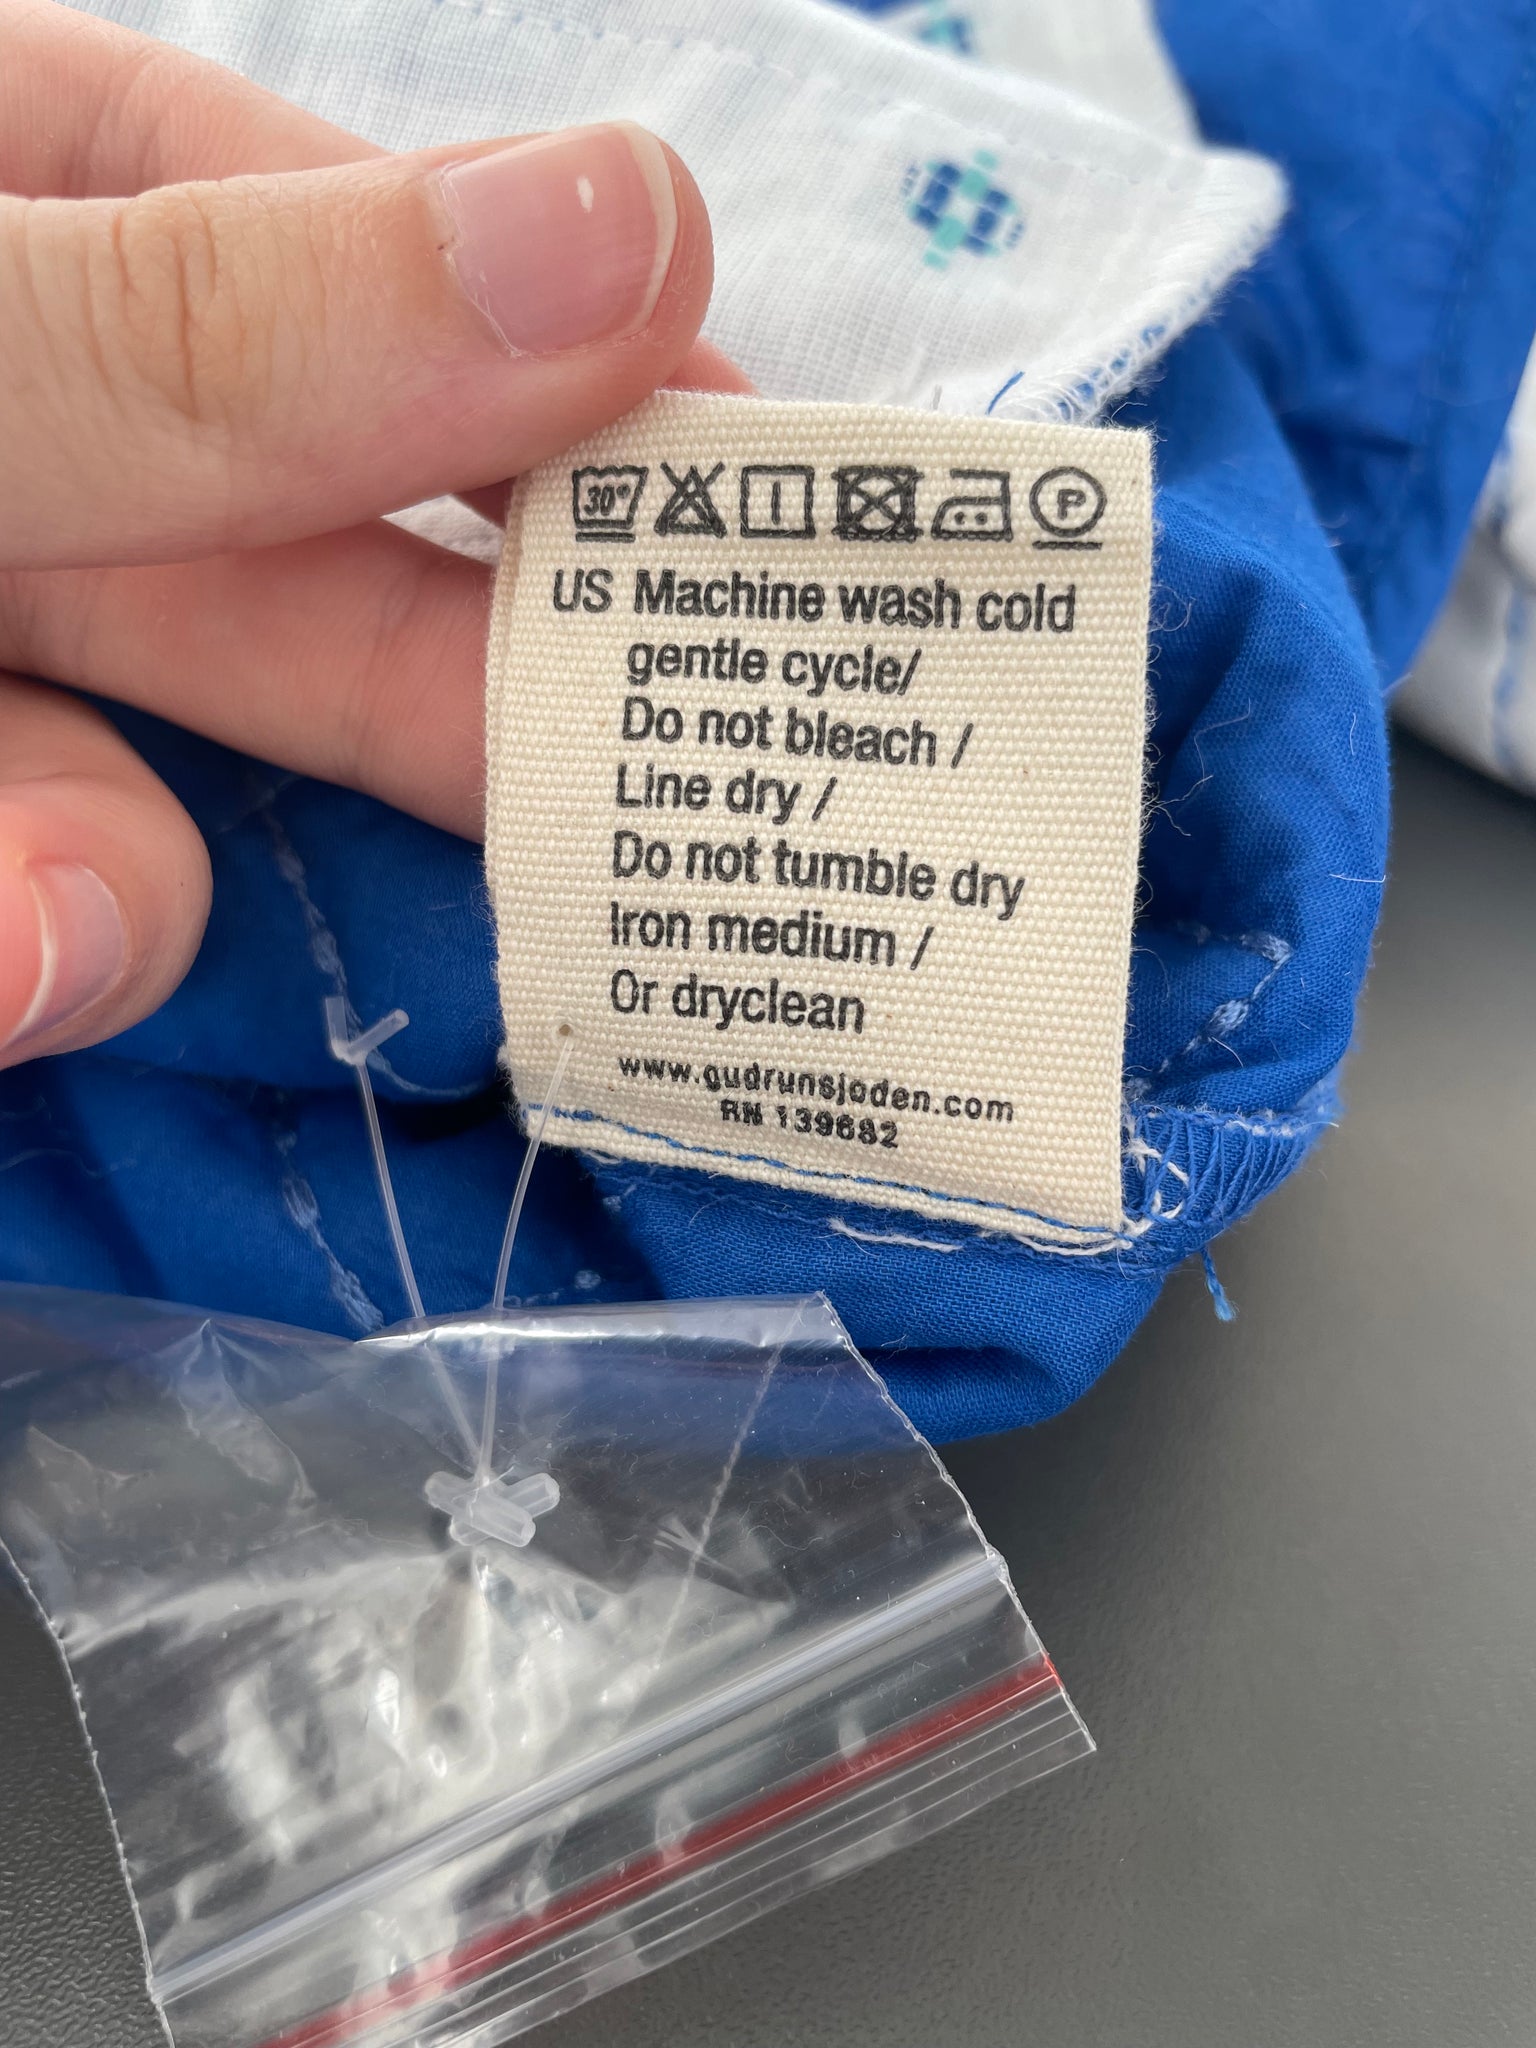 30° P
US Machine wash cold
gentle cycle/
Do not bleach /
Line dry /
Do not tumble dry
Iron medium /
Or dryclean
www.gudrunsjoden.com
RN 139682